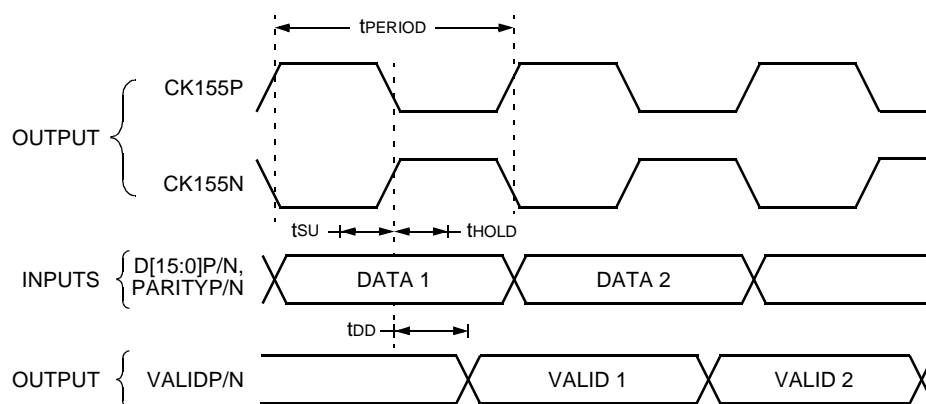 tPERIOD
CK155P
OUTPUT
CK155N
tSU
tHOLD
INPUTS
D[15:0]P/N,
PARITYP/N
DATA 1
DATA 2
tDD
OUTPUT
VALIDP/N
VALID 1
VALID 2